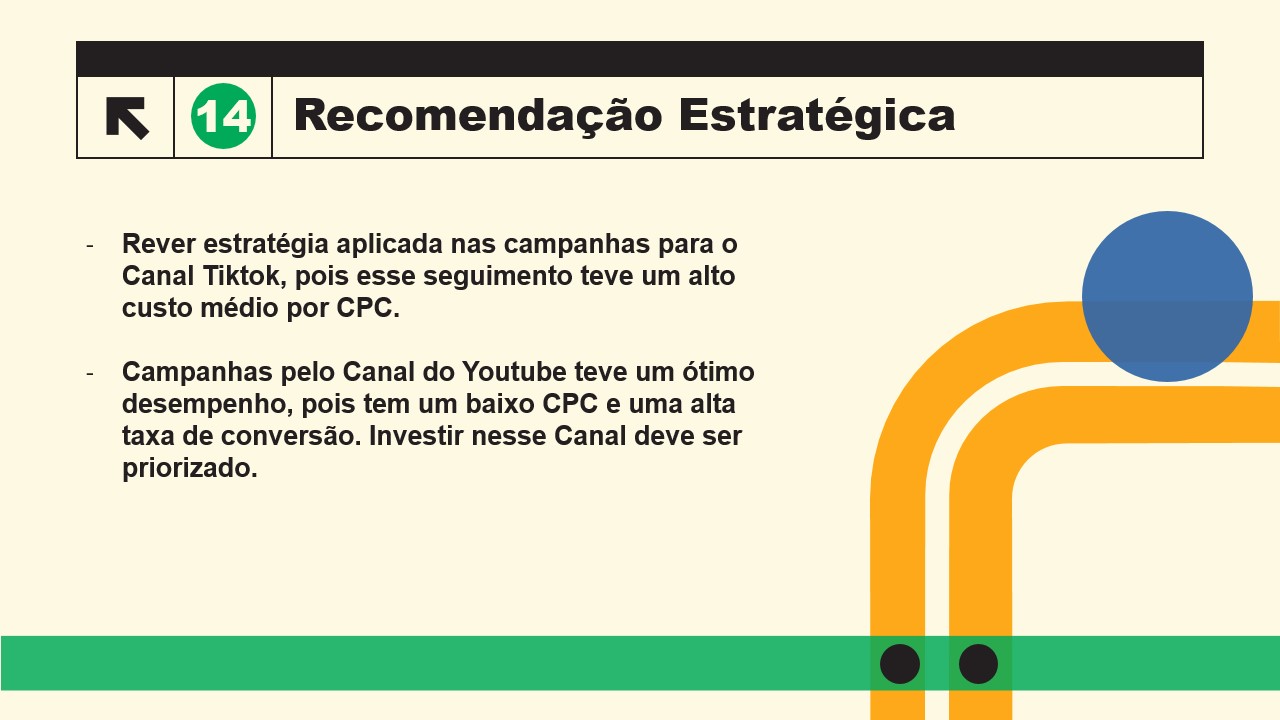 14 Recomendação Estratégica
- Rever estratégia aplicada nas campanhas para o
Canal Tiktok, pois esse seguimento teve um alto
custo médio por CPC.
- Campanhas pelo Canal do Youtube teve um ótimo
desempenho, pois tem um baixo CPC e uma alta
taxa de conversão. Investir nesse Canal deve ser
priorizado.